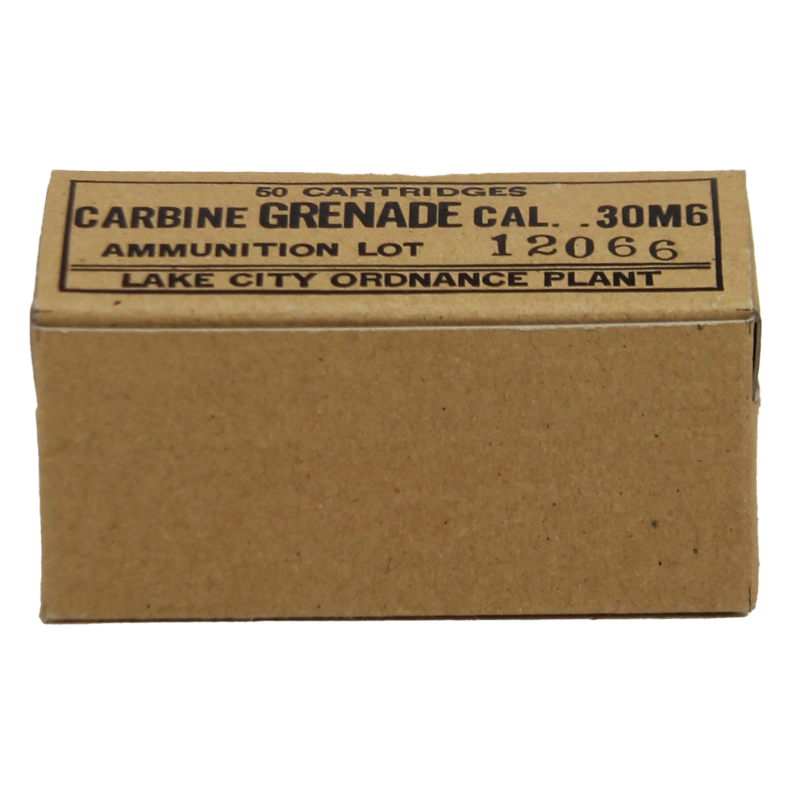 50 CARTRIDGES
CARBINE GRENADE CAL. .30M6
AMMUNITION LOT 12066
LAKE CITY ORDNANCE PLANT